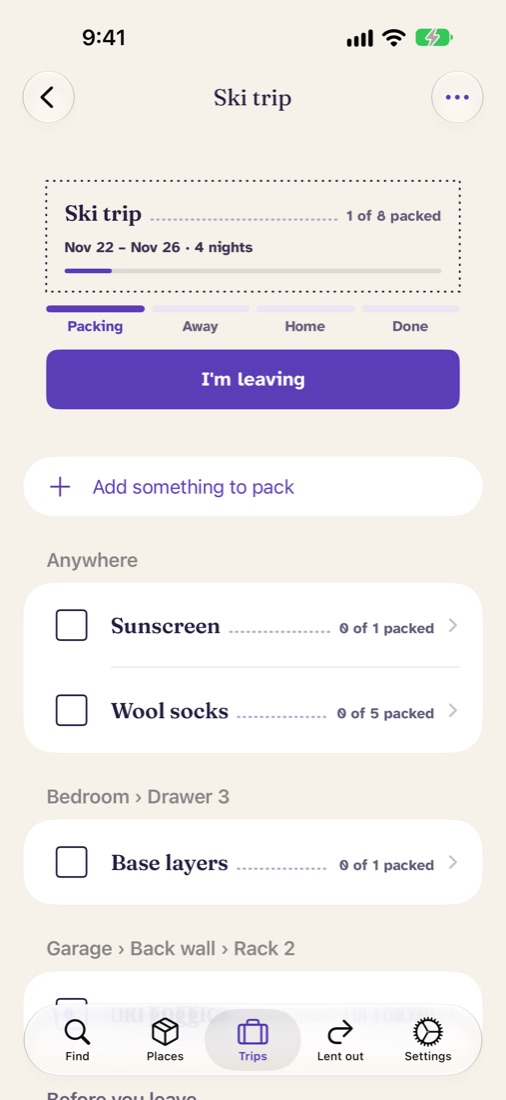 9:41
Ski trip
Ski trip 1 of 8 packed
Nov 22 – Nov 26 · 4 nights
Packing Away Home Done
I'm leaving
Add something to pack
Anywhere
Sunscreen 0 of 1 packed
Wool socks 0 of 5 packed
Bedroom › Drawer 3
Base layers 0 of 1 packed
Garage › Back wall › Rack 2
Find Places Trips Lent out Settings
Before you leave